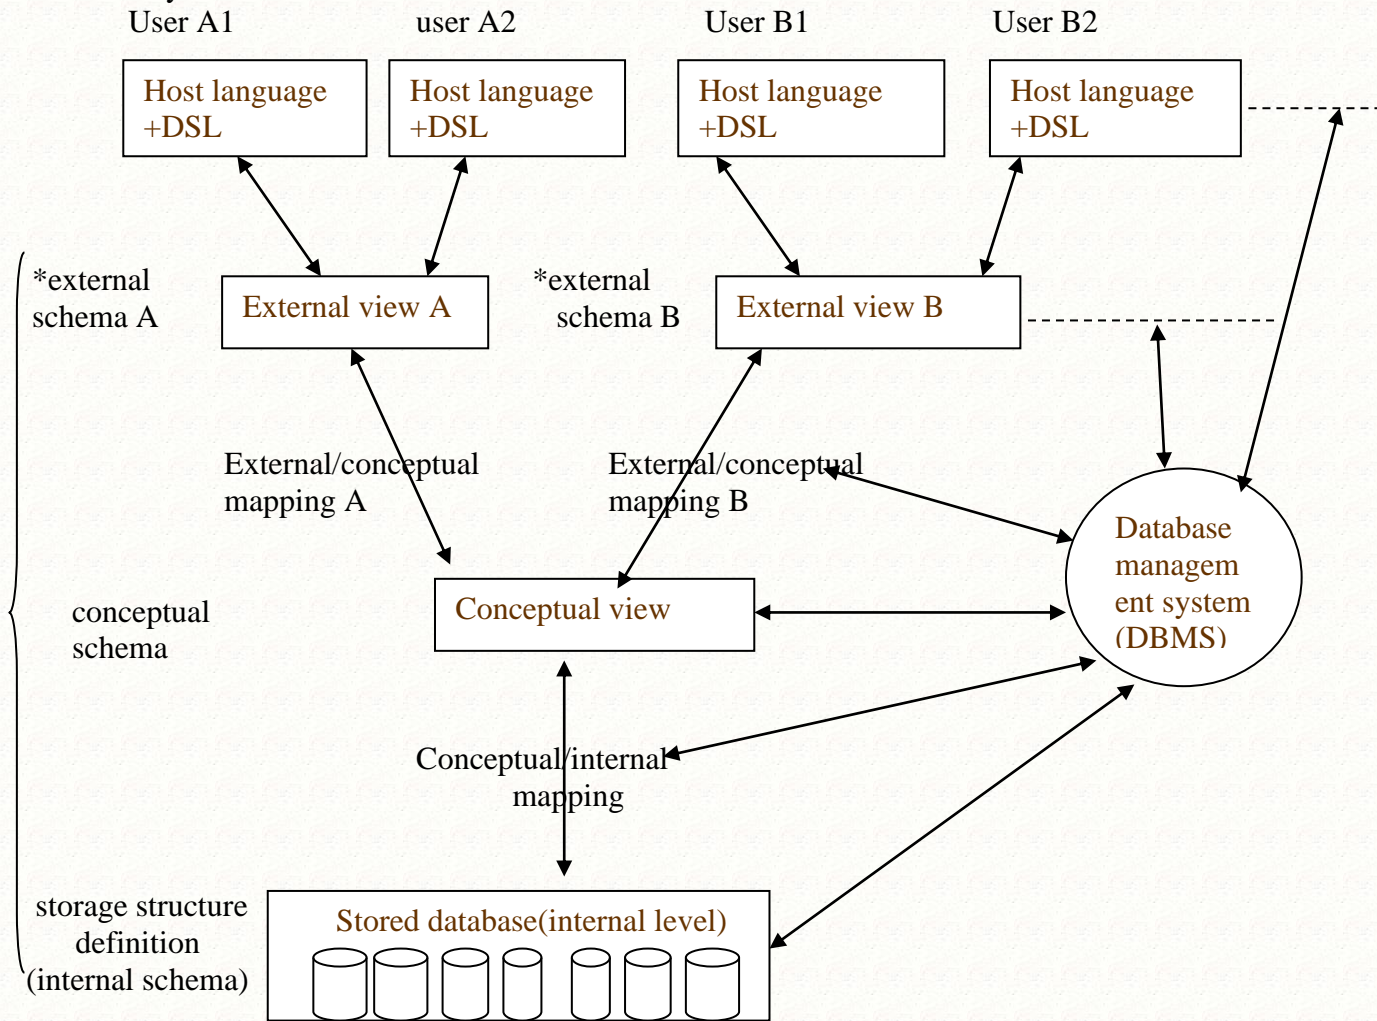 User A1
user A2
User B1
User B2
Host language
+DSL
Host language
+DSL
Host language
+DSL
Host language
+DSL
*external
schema A
External view A
*external
schema B
External view B
External/conceptual
mapping A
External/conceptual
mapping B
Database
managem
ent system
(DBMS)
conceptual
schema
Conceptual view
Conceptual/internal
mapping
storage structure
definition
(internal schema)
Stored database(internal level)